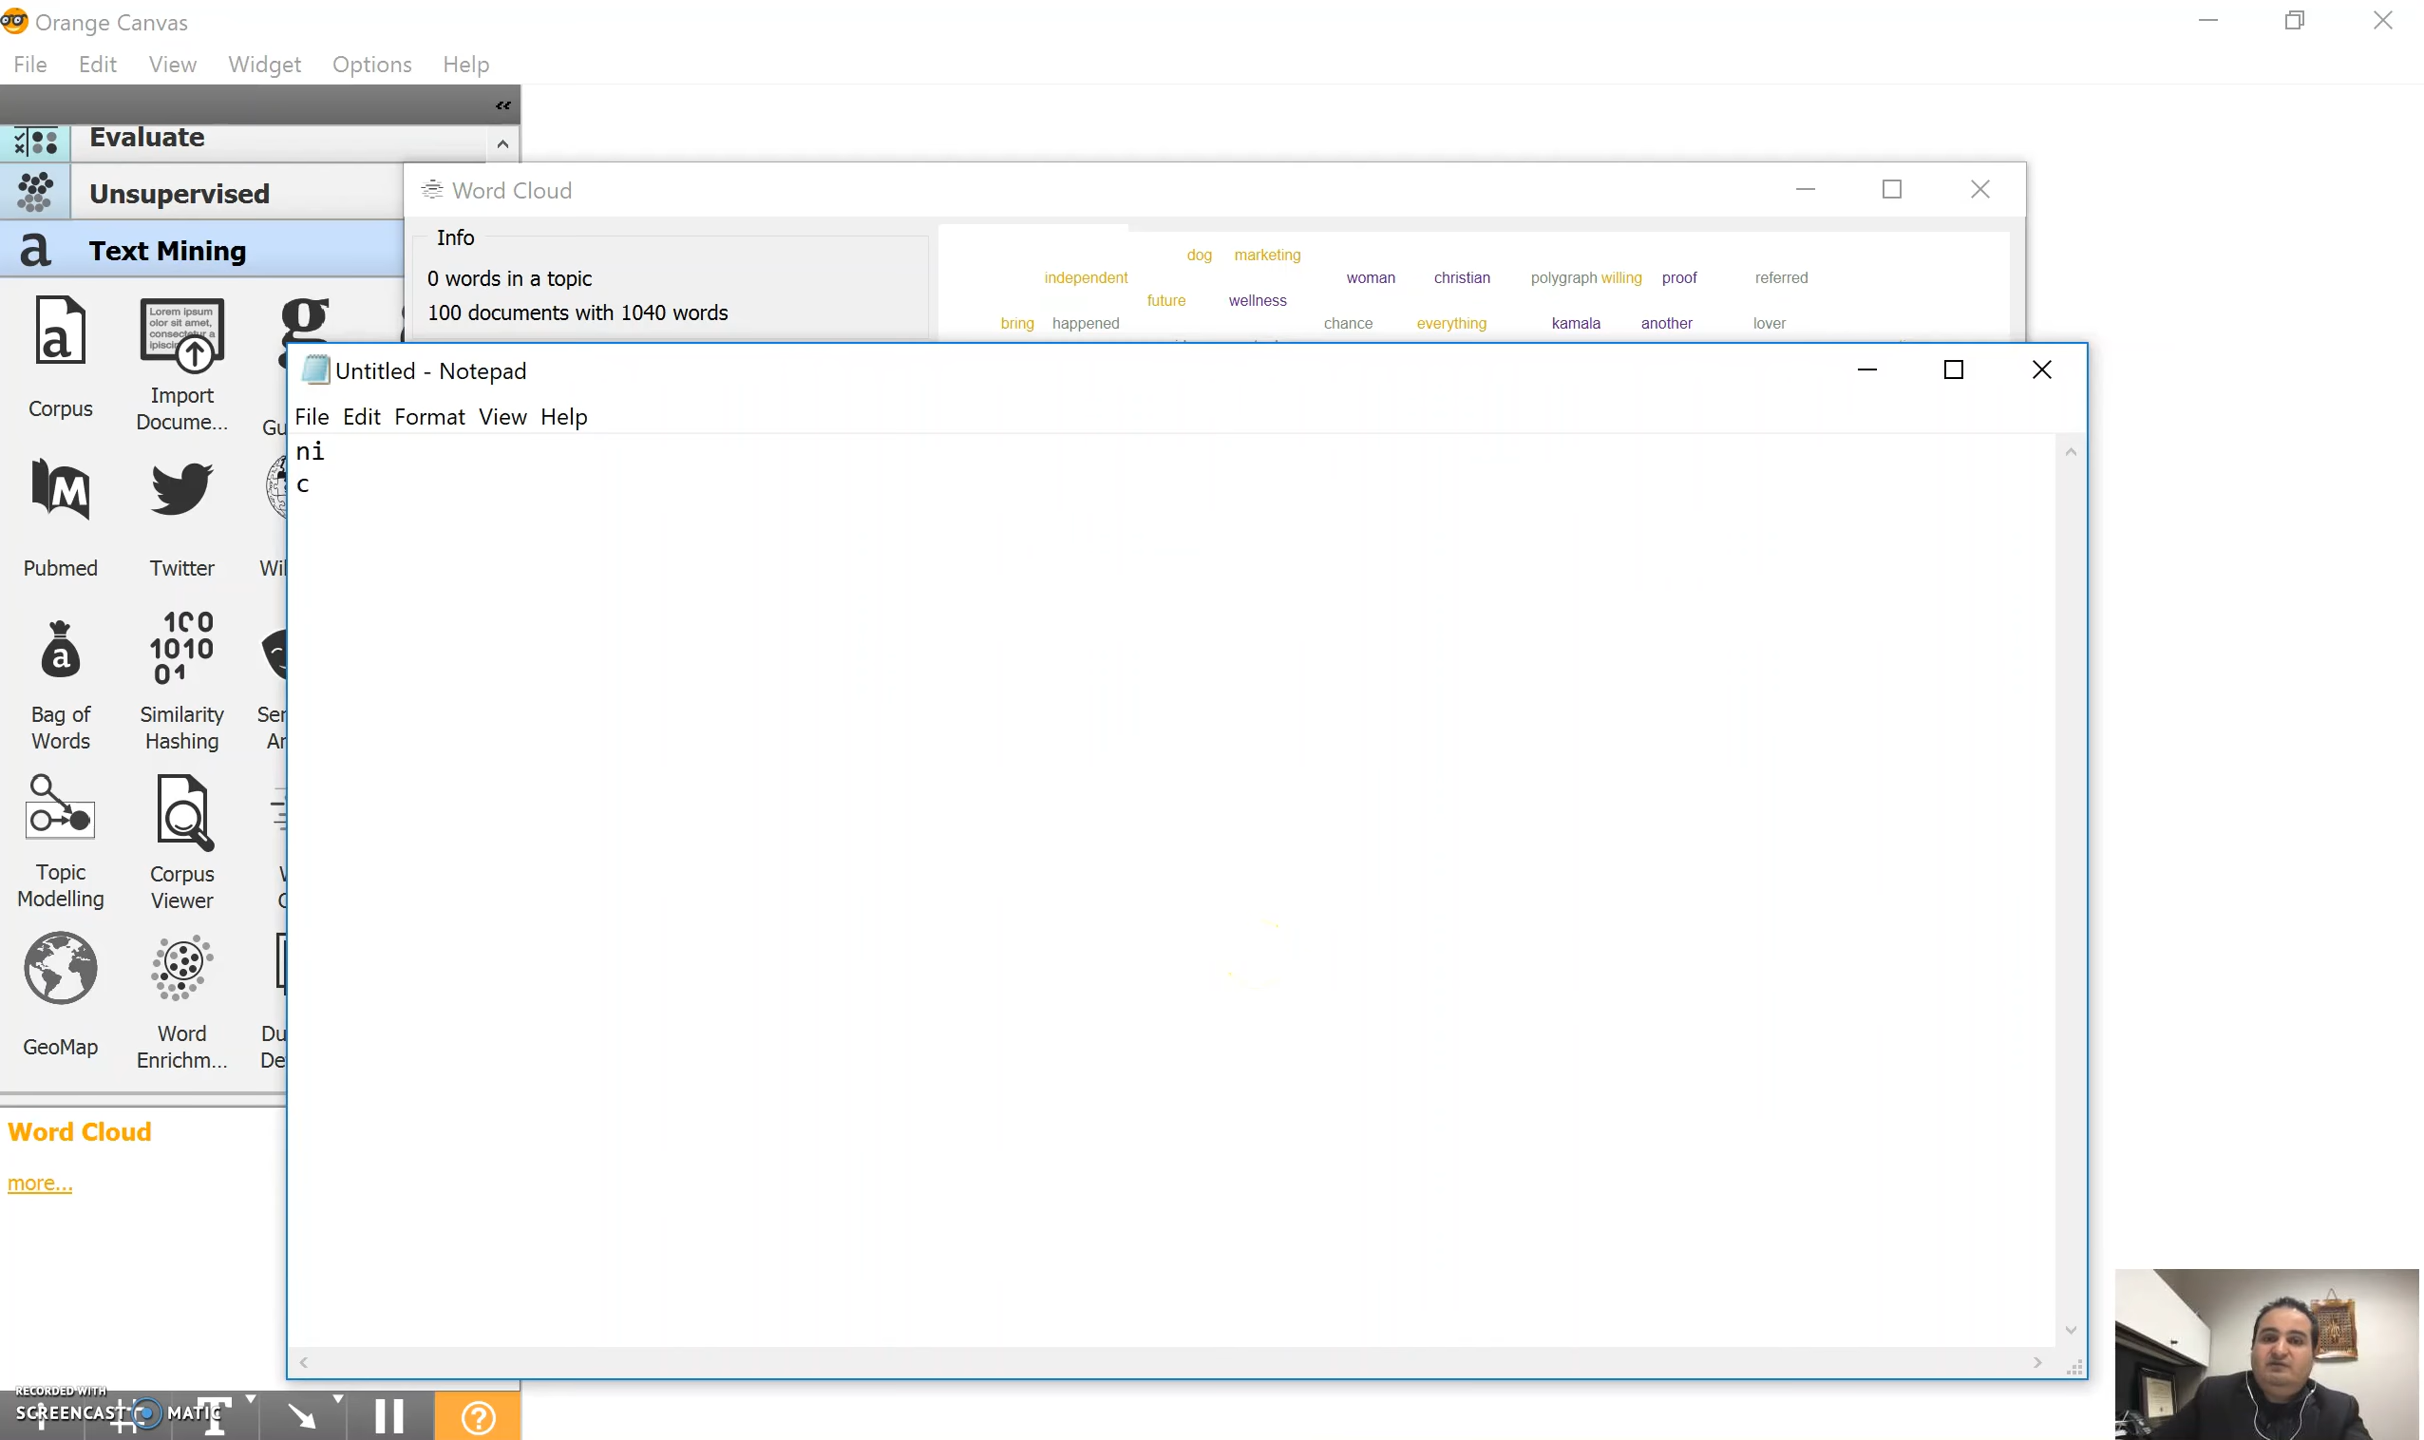 Orange Canvas
File Edit View Widget Options Help
Evaluate
Unsupervised
Text Mining
Corpus
Import Docume...
Pubmed
Twitter
Bag of Words
Similarity Hashing
Topic Modelling
Corpus Viewer
GeoMap
Word Enrichm...
Word Cloud
more...
Word Cloud
Info
0 words in a topic
100 documents with 1040 words
dog marketing
independent woman christian polygraph willing proof referred
future wellness
bring happened chance everything kamala another lover
Untitled - Notepad
File Edit Format View Help
ni
c
RECORDED WITH
SCREENCAST MATIC